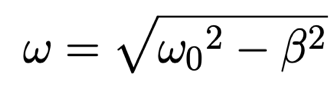 ω = √(ω₀² − β²)